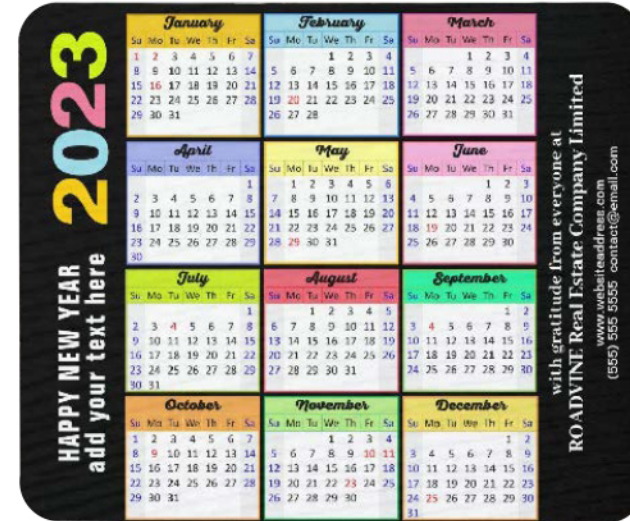 2023
HAPPY NEW YEAR
add your text here
January
Su Mo Tu We Th Fr Sa
1 2 3 4 5 6 7
8 9 10 11 12 13 14
15 16 17 18 19 20 21
22 23 24 25 26 27 28
29 30 31
February
Su Mo Tu We Th Fr Sa
1 2 3 4
5 6 7 8 9 10 11
12 13 14 15 16 17 18
19 20 21 22 23 24 25
26 27 28
March
Su Mo Tu We Th Fr Sa
1 2 3 4
5 6 7 8 9 10 11
12 13 14 15 16 17 18
19 20 21 22 23 24 25
26 27 28 29 30 31
April
Su Mo Tu We Th Fr Sa
1
2 3 4 5 6 7 8
9 10 11 12 13 14 15
16 17 18 19 20 21 22
23 24 25 26 27 28 29
30
May
Su Mo Tu We Th Fr Sa
1 2 3 4 5 6
7 8 9 10 11 12 13
14 15 16 17 18 19 20
21 22 23 24 25 26 27
28 29 30 31
June
Su Mo Tu We Th Fr Sa
1 2 3
4 5 6 7 8 9 10
11 12 13 14 15 16 17
18 19 20 21 22 23 24
25 26 27 28 29 30
July
Su Mo Tu We Th Fr Sa
1
2 3 4 5 6 7 8
9 10 11 12 13 14 15
16 17 18 19 20 21 22
23 24 25 26 27 28 29
30 31
August
Su Mo Tu We Th Fr Sa
1 2 3 4 5
6 7 8 9 10 11 12
13 14 15 16 17 18 19
20 21 22 23 24 25 26
27 28 29 30 31
September
Su Mo Tu We Th Fr Sa
1 2
3 4 5 6 7 8 9
10 11 12 13 14 15 16
17 18 19 20 21 22 23
24 25 26 27 28 29 30
October
Su Mo Tu We Th Fr Sa
1 2 3 4 5 6 7
8 9 10 11 12 13 14
15 16 17 18 19 20 21
22 23 24 25 26 27 28
29 30 31
November
Su Mo Tu We Th Fr Sa
1 2 3 4
5 6 7 8 9 10 11
12 13 14 15 16 17 18
19 20 21 22 23 24 25
26 27 28 29 30
December
Su Mo Tu We Th Fr Sa
1 2
3 4 5 6 7 8 9
10 11 12 13 14 15 16
17 18 19 20 21 22 23
24 25 26 27 28 29 30
31
with gratitude from everyone at
ROADVINE Real Estate Company Limited
www.websiteaddress.com
(555) 555 5555 contact@email.com